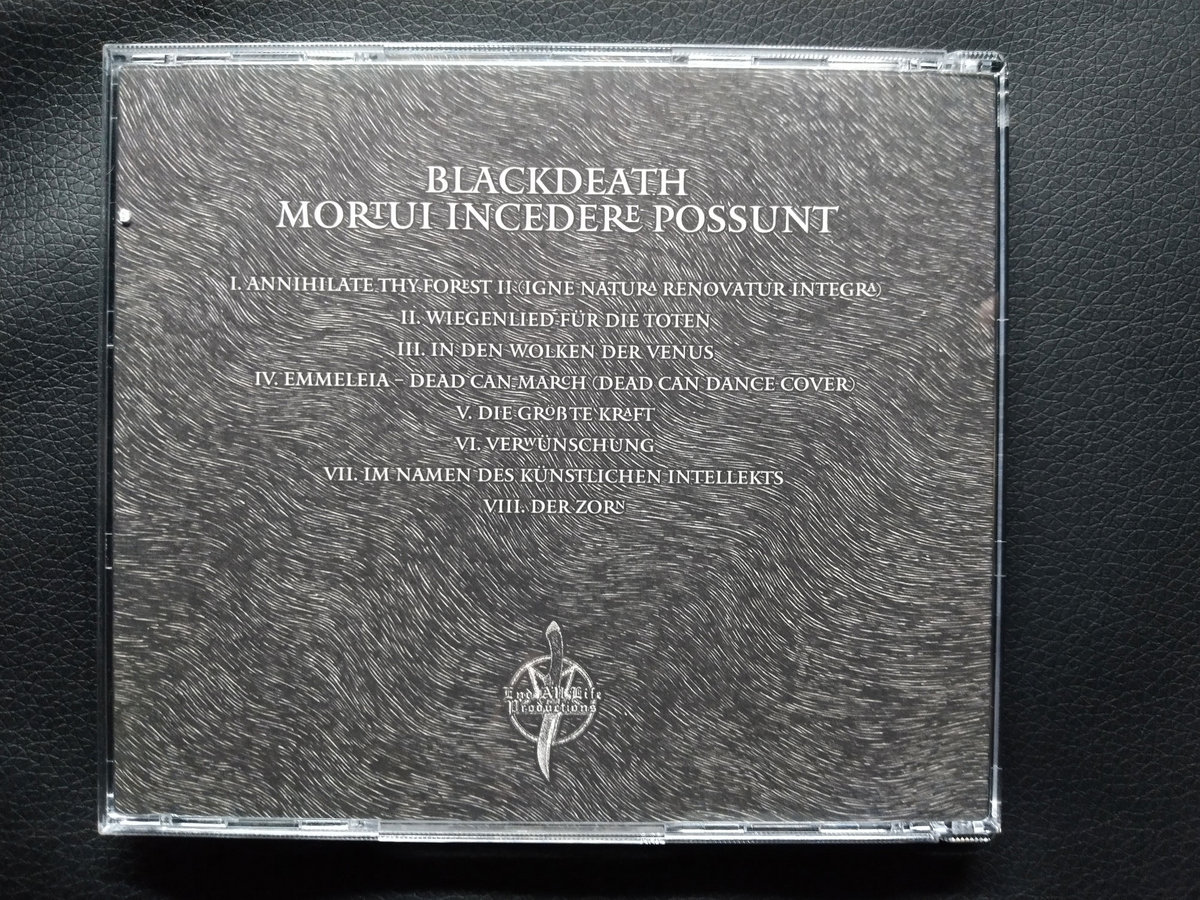 BLACKDEATH
MORTUI INCEDERE POSSUNT
I. ANNIHILATE THY FOREST II (IGNE NATURA RENOVATUR INTEGRA)
II. WIEGENLIED FÜR DIE TOTEN
III. IN DEN WOLKEN DER VENUS
IV. EMMELEIA – DEAD CAN MARCH (DEAD CAN DANCE COVER)
V. DIE GRÖßTE KRAFT
VI. VERWÜNSCHUNG
VII. IM NAMEN DES KÜNSTLICHEN INTELLEKTS
VIII. DER ZORN
End All Life
Productions